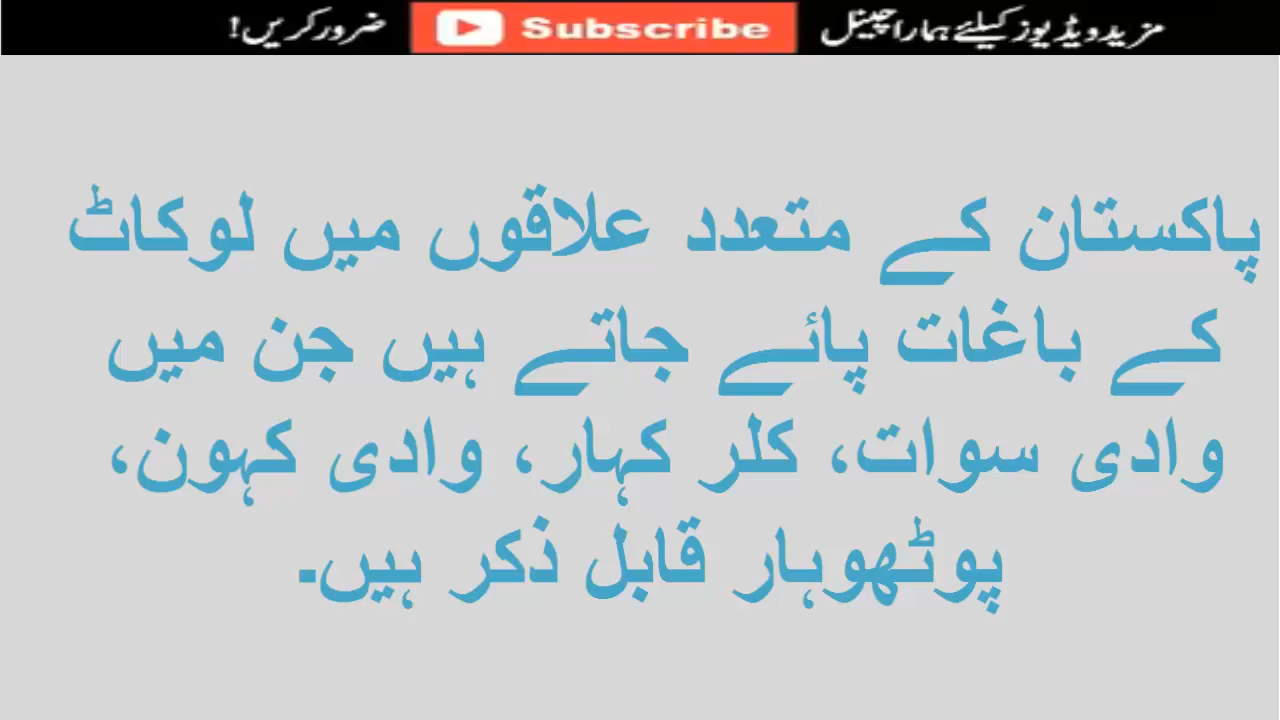 مزید ویڈیوز کیلئے ہمارا چینل Subscribe ضرور کریں!
پاکستان کے متعدد علاقوں میں لوکاٹ
کے باغات پائے جاتے ہیں جن میں
وادی سوات، کلر کہار، وادی کہون،
پوٹھوہار قابل ذکر ہیں۔